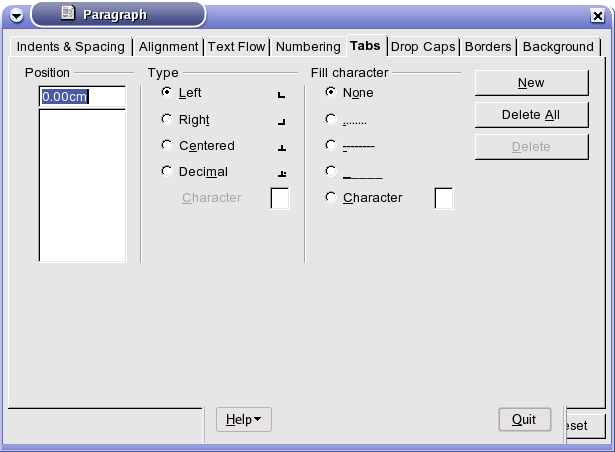 Paragraph
Indents & Spacing Alignment Text Flow Numbering Tabs Drop Caps Borders Background
Position Type Fill character
0.00cm Left None New
Right ........ Delete All
Centered -------- Delete
Decimal _____
Character Character
Help Quit eset